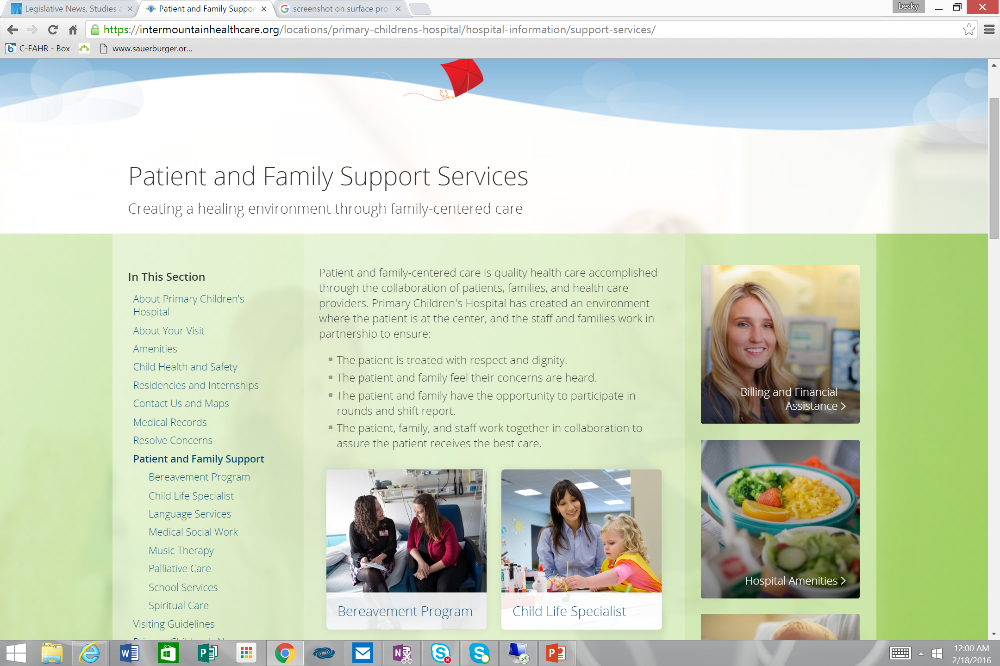 Legislative News, Studies a
Patient and Family Suppor
screenshot on surface pro
becky
https://intermountainhealthcare.org/locations/primary-childrens-hospital/hospital-information/support-services/
C-FAHR - Box
www.sauerburger.or...
Patient and Family Support Services
Creating a healing environment through family-centered care
In This Section
About Primary Children's
Hospital
About Your Visit
Amenities
Child Health and Safety
Residencies and Internships
Contact Us and Maps
Medical Records
Resolve Concerns
Patient and Family Support
Bereavement Program
Child Life Specialist
Language Services
Medical Social Work
Music Therapy
Palliative Care
School Services
Spiritual Care
Visiting Guidelines
Patient and family-centered care is quality health care accomplished
through the collaboration of patients, families, and health care
providers. Primary Children's Hospital has created an environment
where the patient is at the center, and the staff and families work in
partnership to ensure:
The patient is treated with respect and dignity.
The patient and family feel their concerns are heard.
The patient and family have the opportunity to participate in
rounds and shift report.
The patient, family, and staff work together in collaboration to
assure the patient receives the best care.
Bereavement Program
Child Life Specialist
Billing and Financial
Assistance >
Hospital Amenities >
12:00 AM
2/18/2016